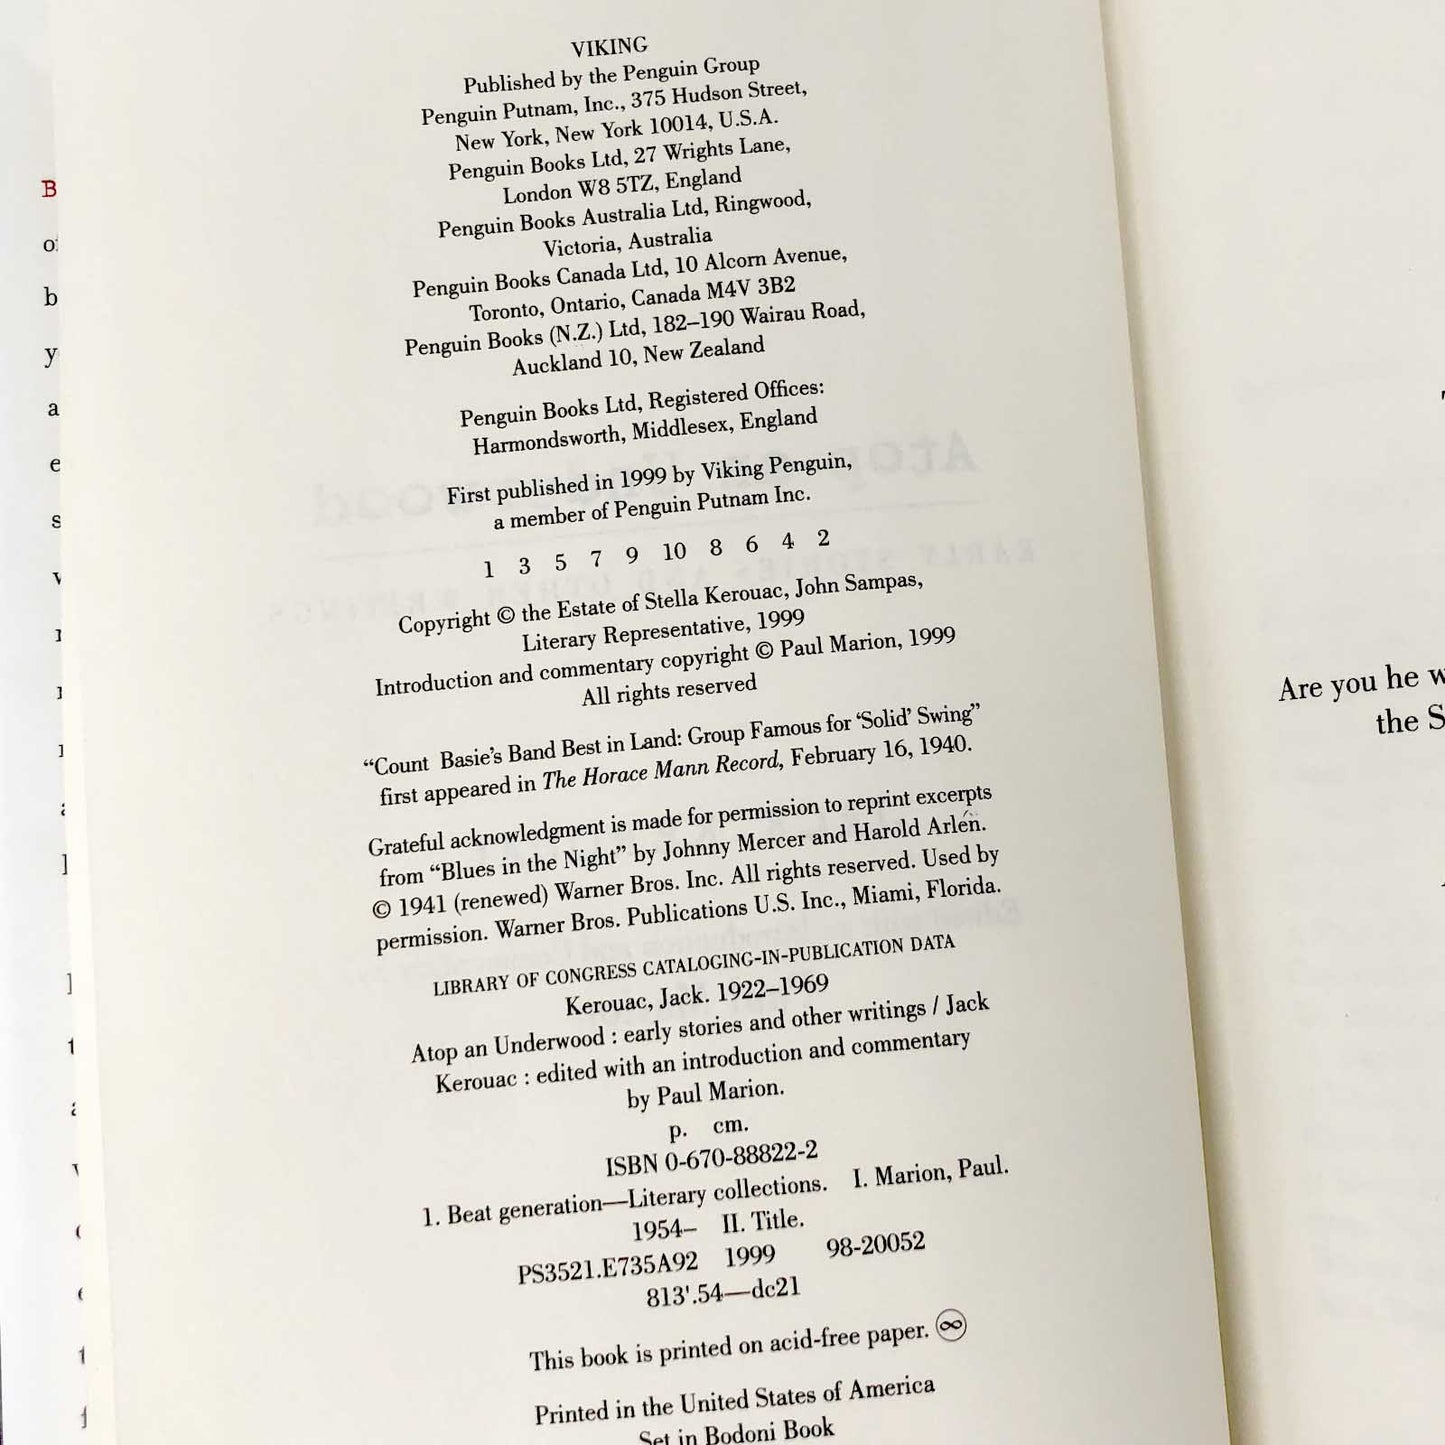 VIKING
Published by the Penguin Group
Penguin Putnam, Inc., 375 Hudson Street,
New York, New York 10014, U.S.A.
Penguin Books Ltd, 27 Wrights Lane,
London W8 5TZ, England
Penguin Books Australia Ltd, Ringwood,
Victoria, Australia
Penguin Books Canada Ltd, 10 Alcorn Avenue,
Toronto, Ontario, Canada M4V 3B2
Penguin Books (N.Z.) Ltd, 182–190 Wairau Road,
Auckland 10, New Zealand
Penguin Books Ltd, Registered Offices:
Harmondsworth, Middlesex, England
First published in 1999 by Viking Penguin,
a member of Penguin Putnam Inc.
1 3 5 7 9 10 8 6 4 2
Copyright © the Estate of Stella Kerouac, John Sampas,
Literary Representative, 1999
Introduction and commentary copyright © Paul Marion, 1999
All rights reserved
“Count Basie’s Band Best in Land: Group Famous for ‘Solid’ Swing”
first appeared in The Horace Mann Record, February 16, 1940.
Grateful acknowledgment is made for permission to reprint excerpts
from “Blues in the Night” by Johnny Mercer and Harold Arlen.
© 1941 (renewed) Warner Bros. Inc. All rights reserved. Used by
permission. Warner Bros. Publications U.S. Inc., Miami, Florida.
LIBRARY OF CONGRESS CATALOGING-IN-PUBLICATION DATA
Kerouac, Jack. 1922–1969
Atop an Underwood : early stories and other writings / Jack
Kerouac : edited with an introduction and commentary
by Paul Marion.
p. cm.
ISBN 0-670-88822-2
1. Beat generation—Literary collections. I. Marion, Paul.
1954– II. Title.
PS3521.E735A92 1999 98-20052
813'.54—dc21
This book is printed on acid-free paper. ∞
Printed in the United States of America
Set in Bodoni Book
Are you he w
the S